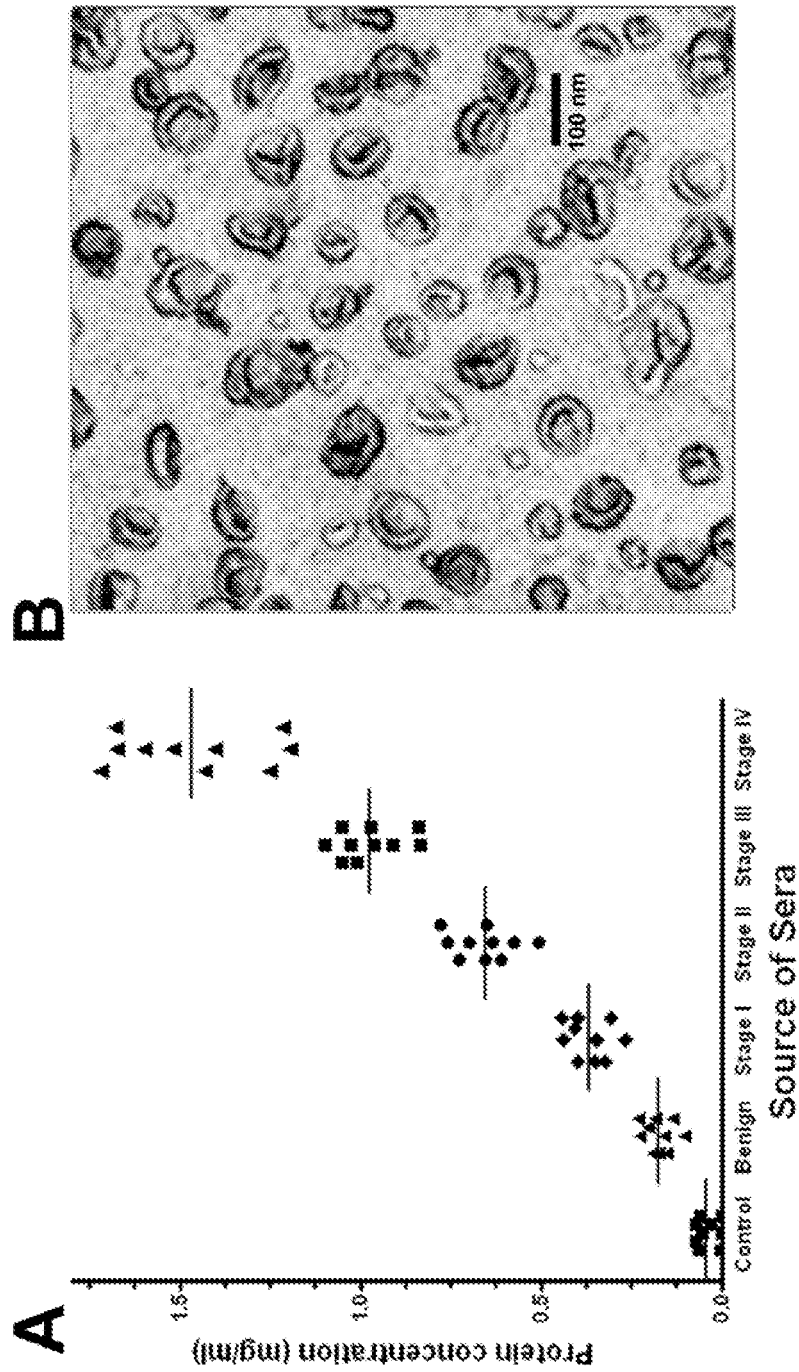 A
Protein concentration (mg/ml)
1.5
1.0
0.5
0.0
Control Benign Stage I Stage II Stage III Stage IV
Source of Sera
B
100 nm